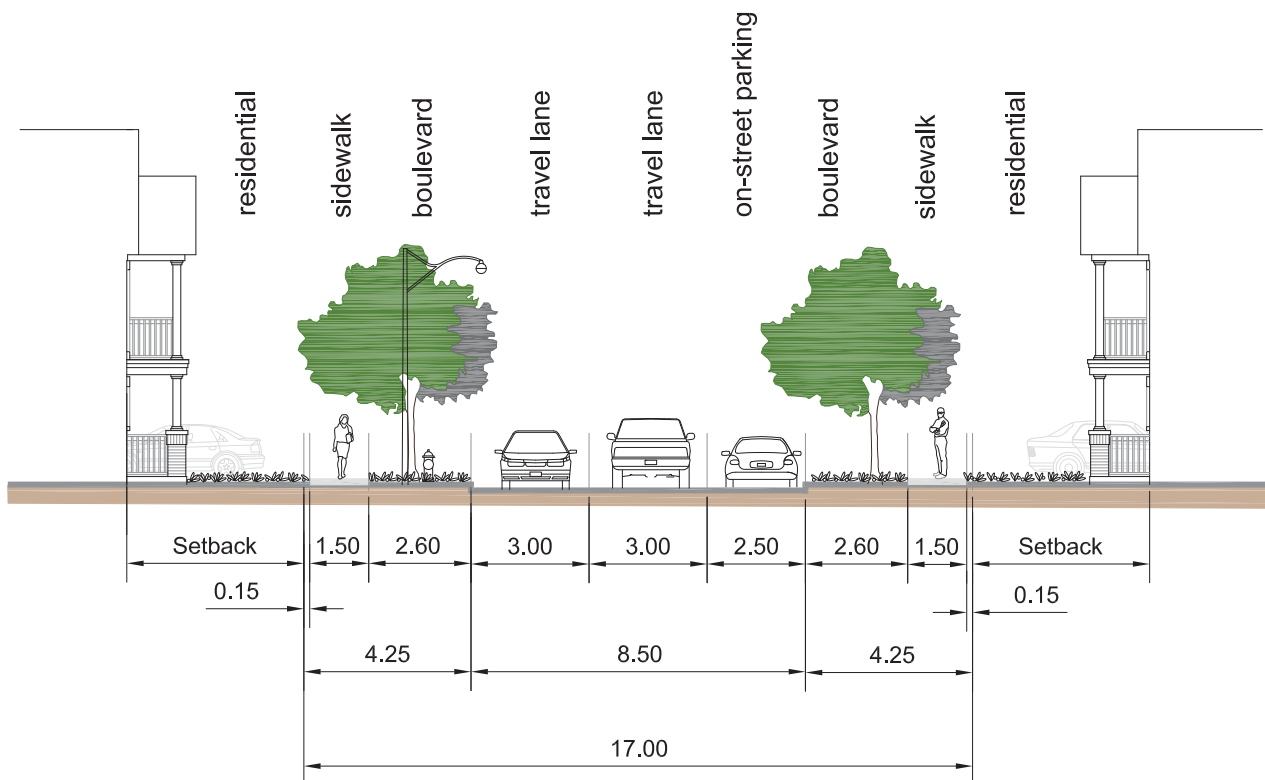 residential
sidewalk
boulevard
travel lane
travel lane
on-street parking
boulevard
sidewalk
residential
Setback
1.50
2.60
3.00
3.00
2.50
2.60
1.50
Setback
0.15
0.15
4.25
8.50
4.25
17.00